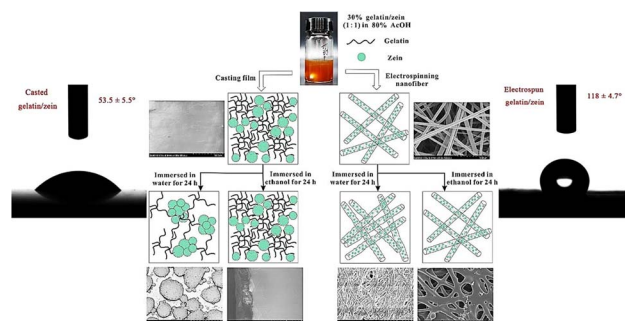 30% gelatin/zein
(1:1) in 80% AcOH
Gelatin
Zein
Casting film
Electrospinning
nanofiber
Casted
gelatin/zein
53.5 ± 5.5°
Electrospun
gelatin/zein
118 ± 4.7°
Immersed in
water for 24 h
Immersed in
ethanol for 24 h
Immersed in
water for 24 h
Immersed in
ethanol for 24 h